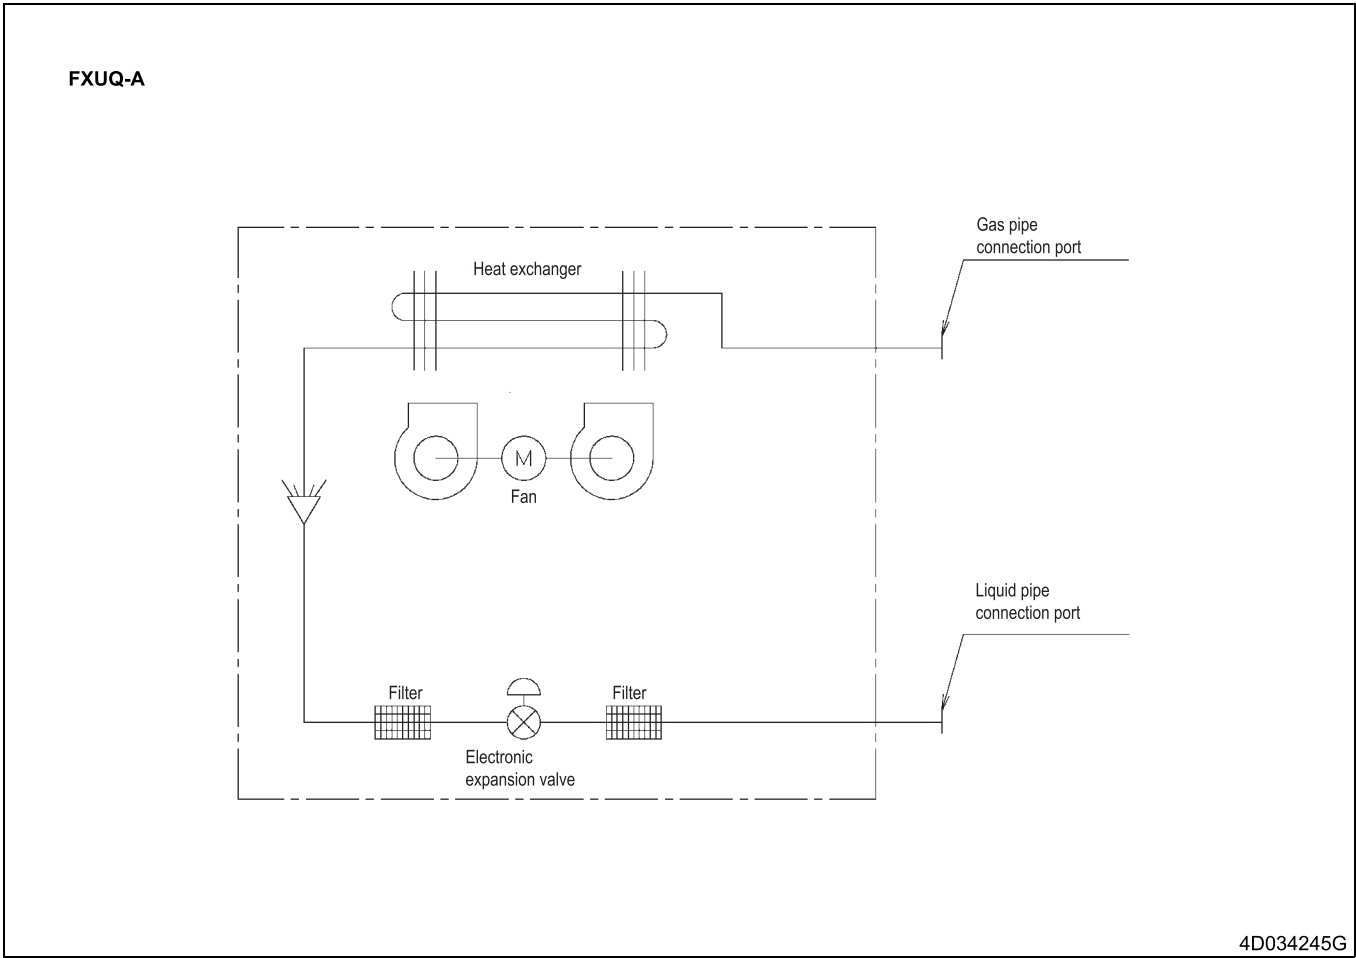 FXUQ-A
Gas pipe
connection port
Heat exchanger
M
Fan
Liquid pipe
connection port
Filter
Filter
Electronic
expansion valve
4D034245G